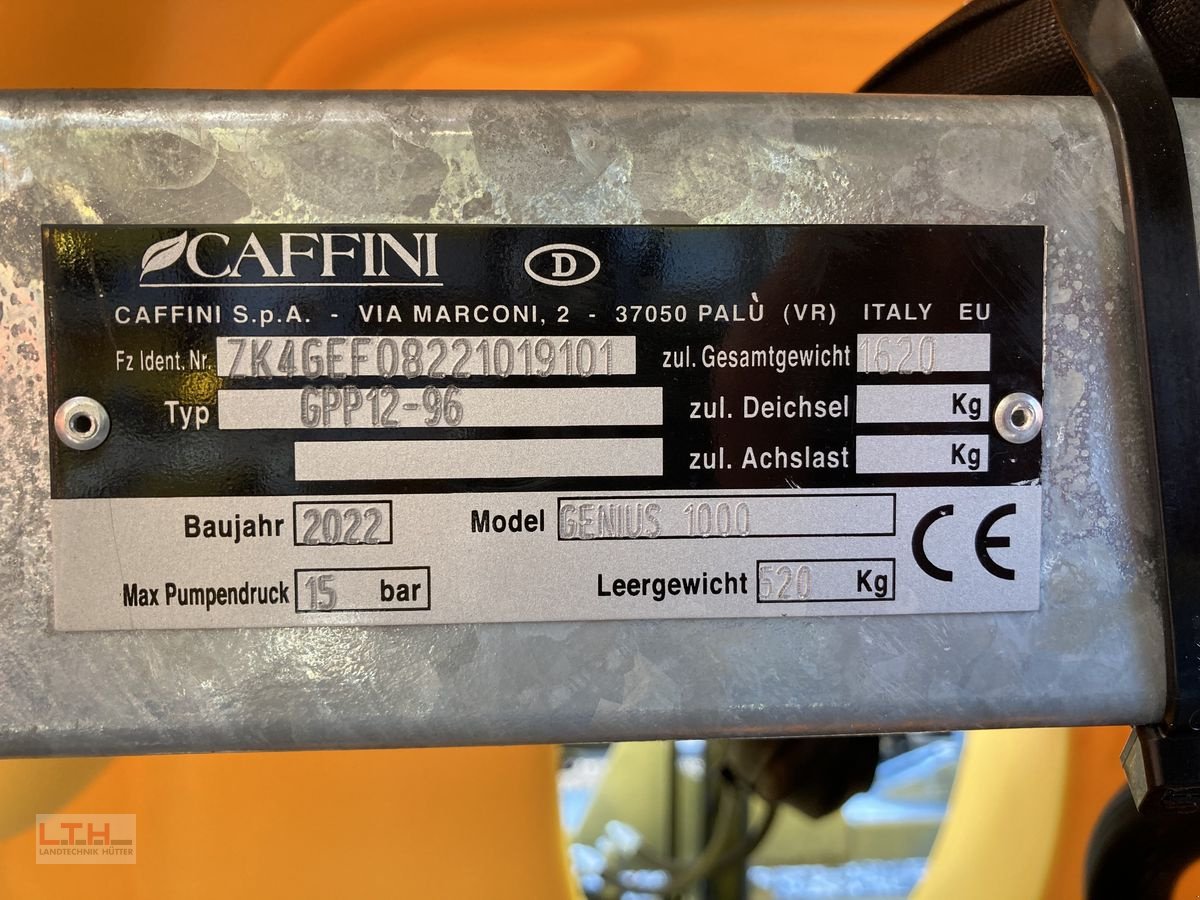 CAFFINI D
CAFFINI S.p.A. - VIA MARCONI, 2 - 37050 PALÙ (VR) ITALY EU
Fz Ident. Nr. ZK4GEF08221019101 zul. Gesamtgewicht 1620
Typ GPP12-96 zul. Deichsel Kg
zul. Achslast Kg
Baujahr 2022 Model GENIUS 1000 CE
Max Pumpendruck 15 bar Leergewicht 520 Kg
L.T.H.
LANDTECHNIK HÜTTER